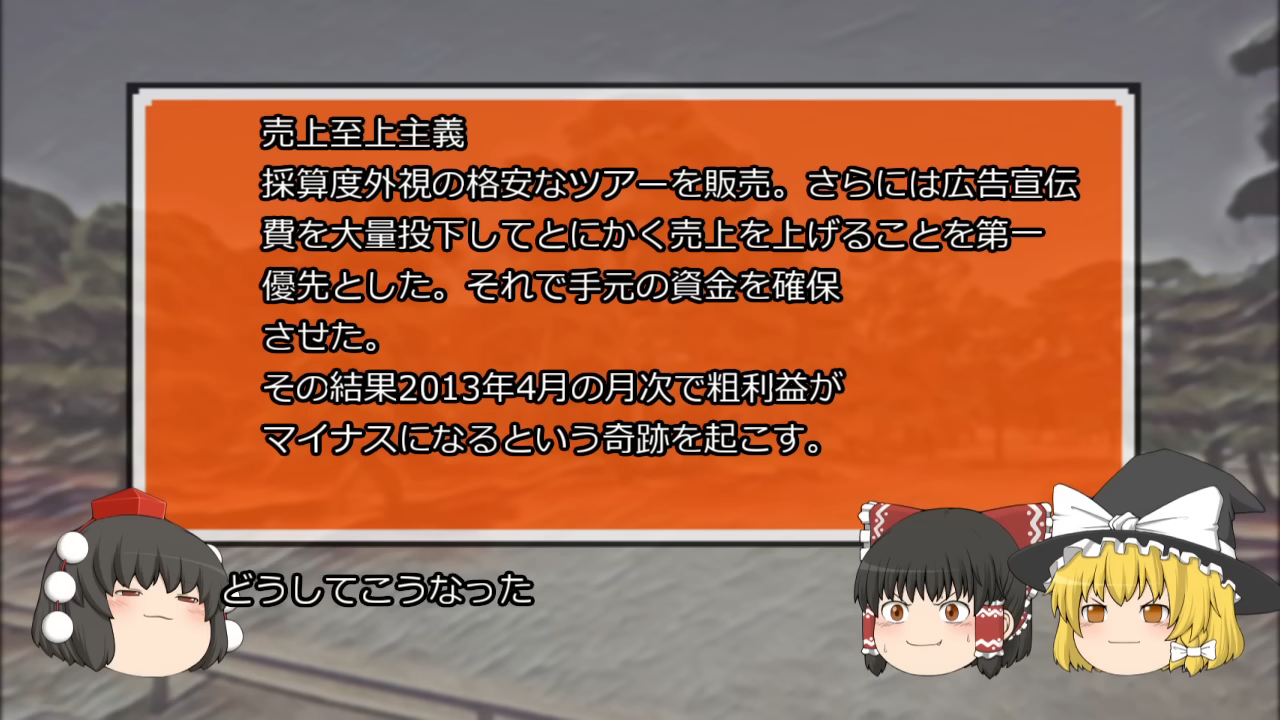 売上至上主義
採算度外視の格安なツアーを販売。さらには広告宣伝
費を大量投下してとにかく売上を上げることを第一
優先とした。それで手元の資金を確保
させた。
その結果2013年4月の月次で粗利益が
マイナスになるという奇跡を起こす。
どうしてこうなった